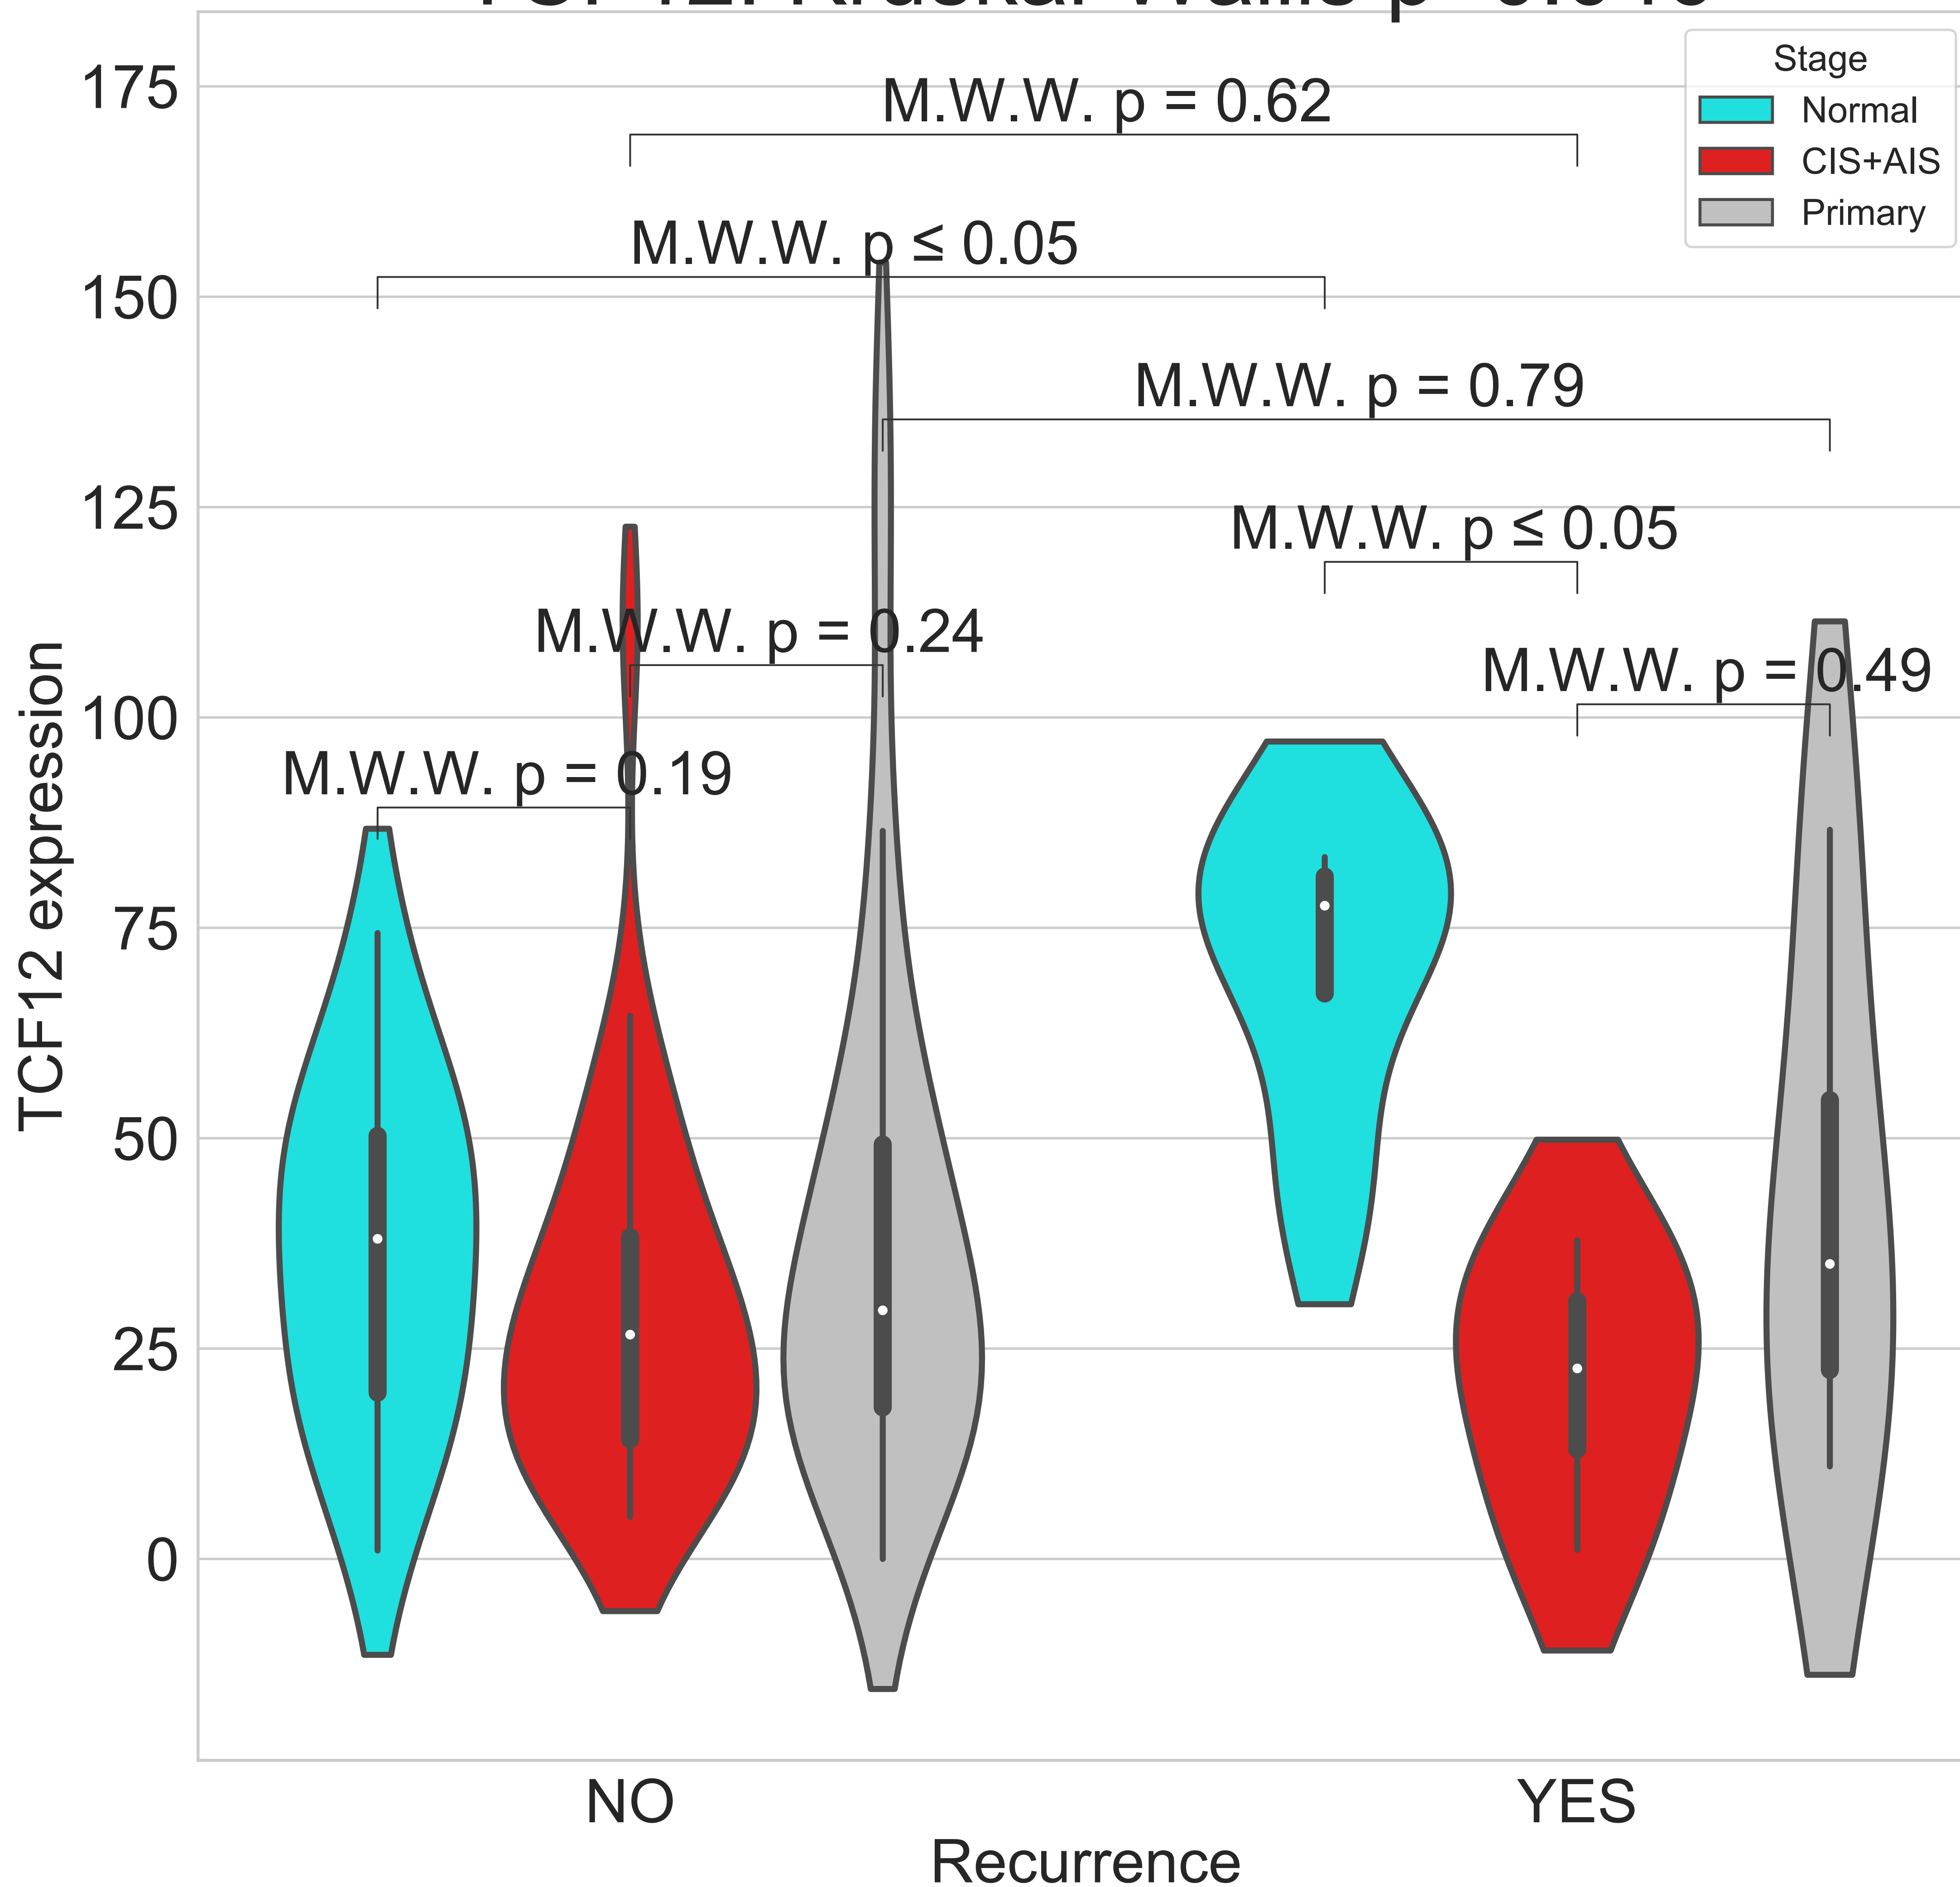 175
150
125
100
75
50
25
0
TCF12 expression
M.W.W. p = 0.62
M.W.W. p ≤ 0.05
M.W.W. p = 0.79
M.W.W. p ≤ 0.05
M.W.W. p = 0.24
M.W.W. p = 0.49
M.W.W. p = 0.19
Stage
Normal
CIS+AIS
Primary
NO
YES
Recurrence